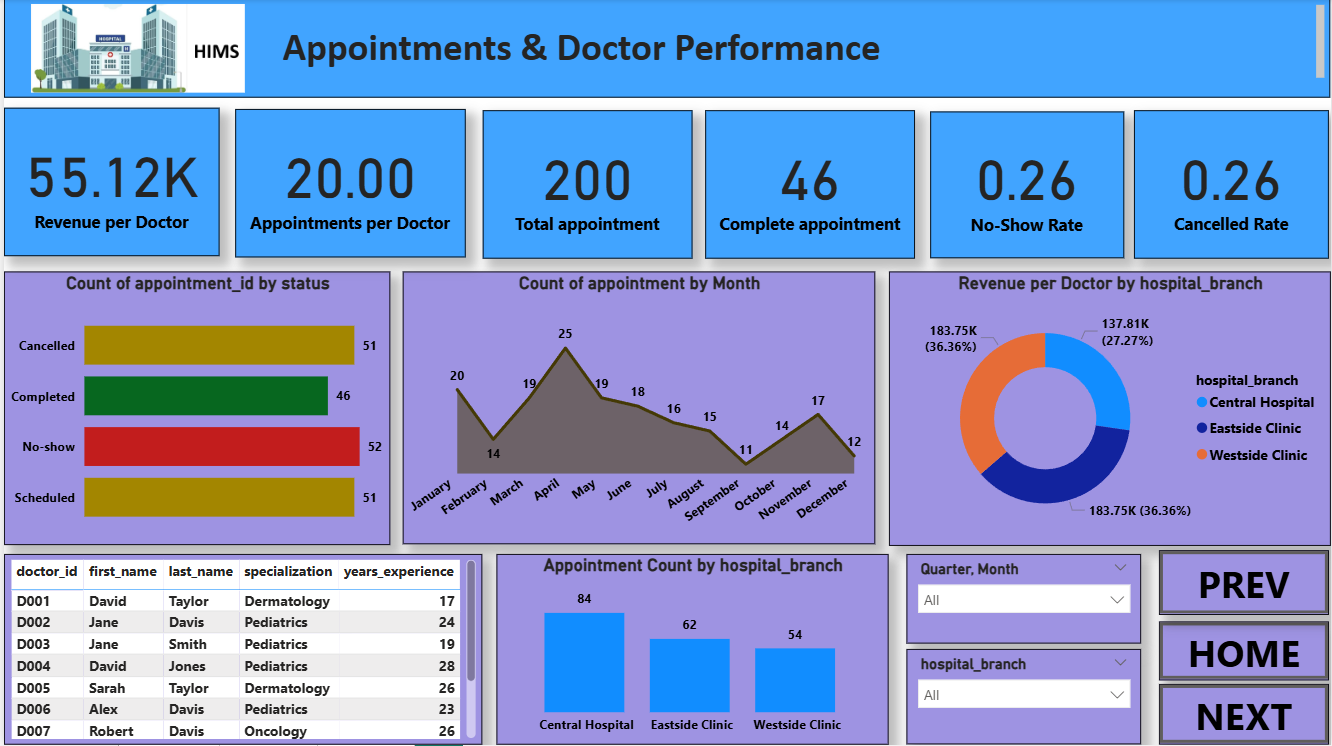 HOSPITAL
HIMS
Appointments & Doctor Performance
55.12K
Revenue per Doctor
20.00
Appointments per Doctor
200
Total appointment
46
Complete appointment
0.26
No-Show Rate
0.26
Cancelled Rate
Count of appointment_id by status
Cancelled 51
Completed 46
No-show 52
Scheduled 51
Count of appointment by Month
20
14
19
25
19
18
16
15
11
14
17
12
January
February
March
April
May
June
July
August
September
October
November
December
Revenue per Doctor by hospital_branch
137.81K
(27.27%)
183.75K
(36.36%)
183.75K (36.36%)
hospital_branch
Central Hospital
Eastside Clinic
Westside Clinic
doctor_id first_name last_name specialization years_experience
D001 David Taylor Dermatology 17
D002 Jane Davis Pediatrics 24
D003 Jane Smith Pediatrics 19
D004 David Jones Pediatrics 28
D005 Sarah Taylor Dermatology 26
D006 Alex Davis Pediatrics 23
D007 Robert Davis Oncology 26
Appointment Count by hospital_branch
84
62
54
Central Hospital Eastside Clinic Westside Clinic
Quarter, Month
All
hospital_branch
All
PREV
HOME
NEXT